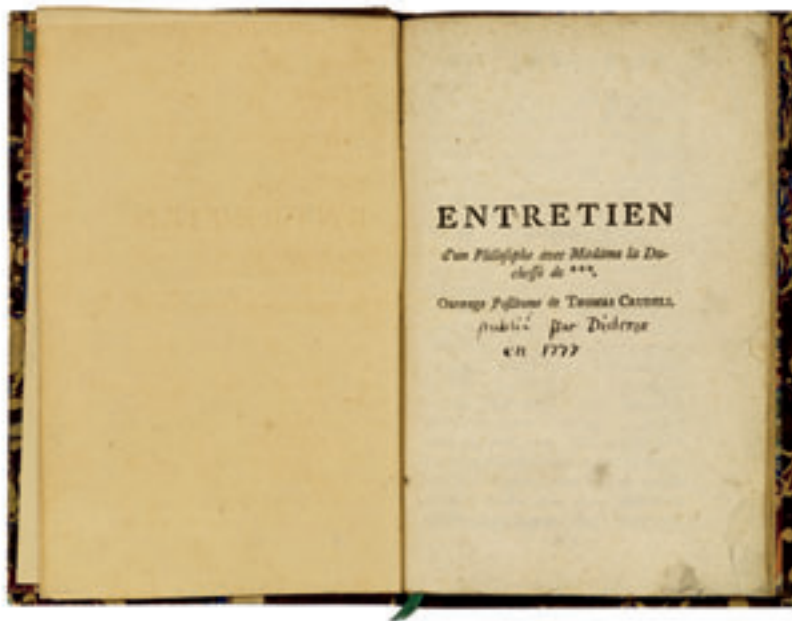 ENTRETIEN
d'un Philosophe avec Madame la Du-
chesse de ***.
Ouvrage Posthume de THOMAS CRUDELI.
publié par Diderot
en 1777